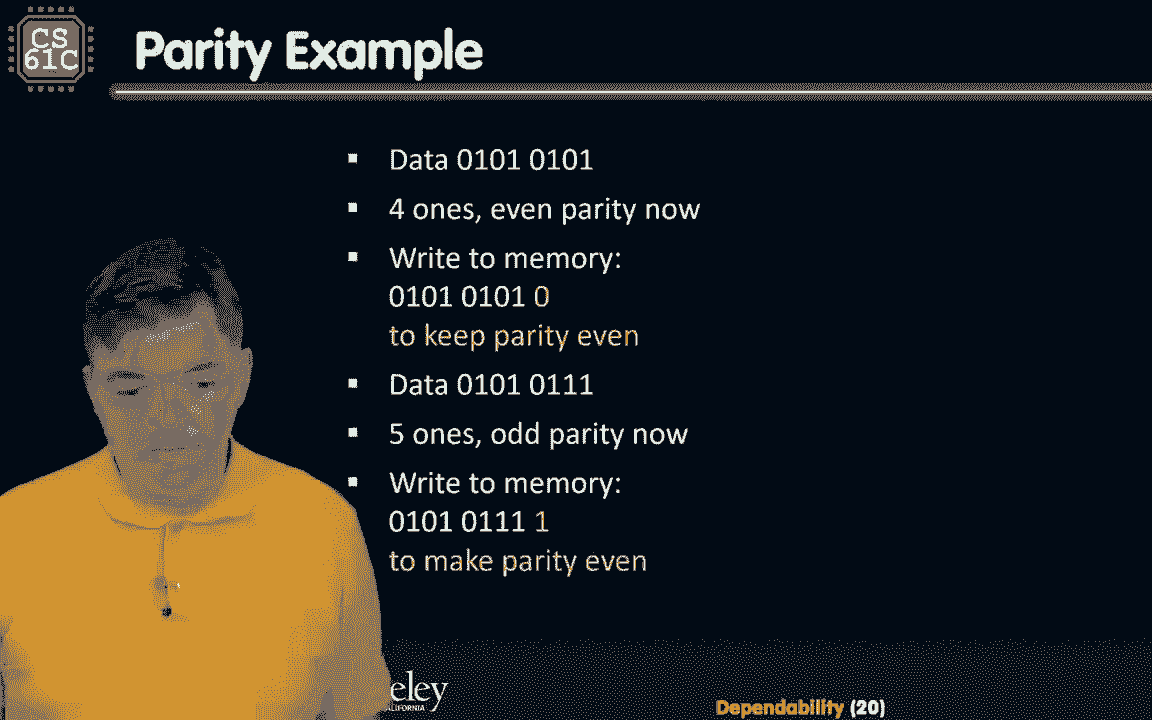 CS
61C
Parity Example
▪ Data 0101 0101
▪ 4 ones, even parity now
▪ Write to memory:
0101 0101 0
to keep parity even
▪ Data 0101 0111
▪ 5 ones, odd parity now
▪ Write to memory:
0101 0111 1
to make parity even
eley
Dependability (20)